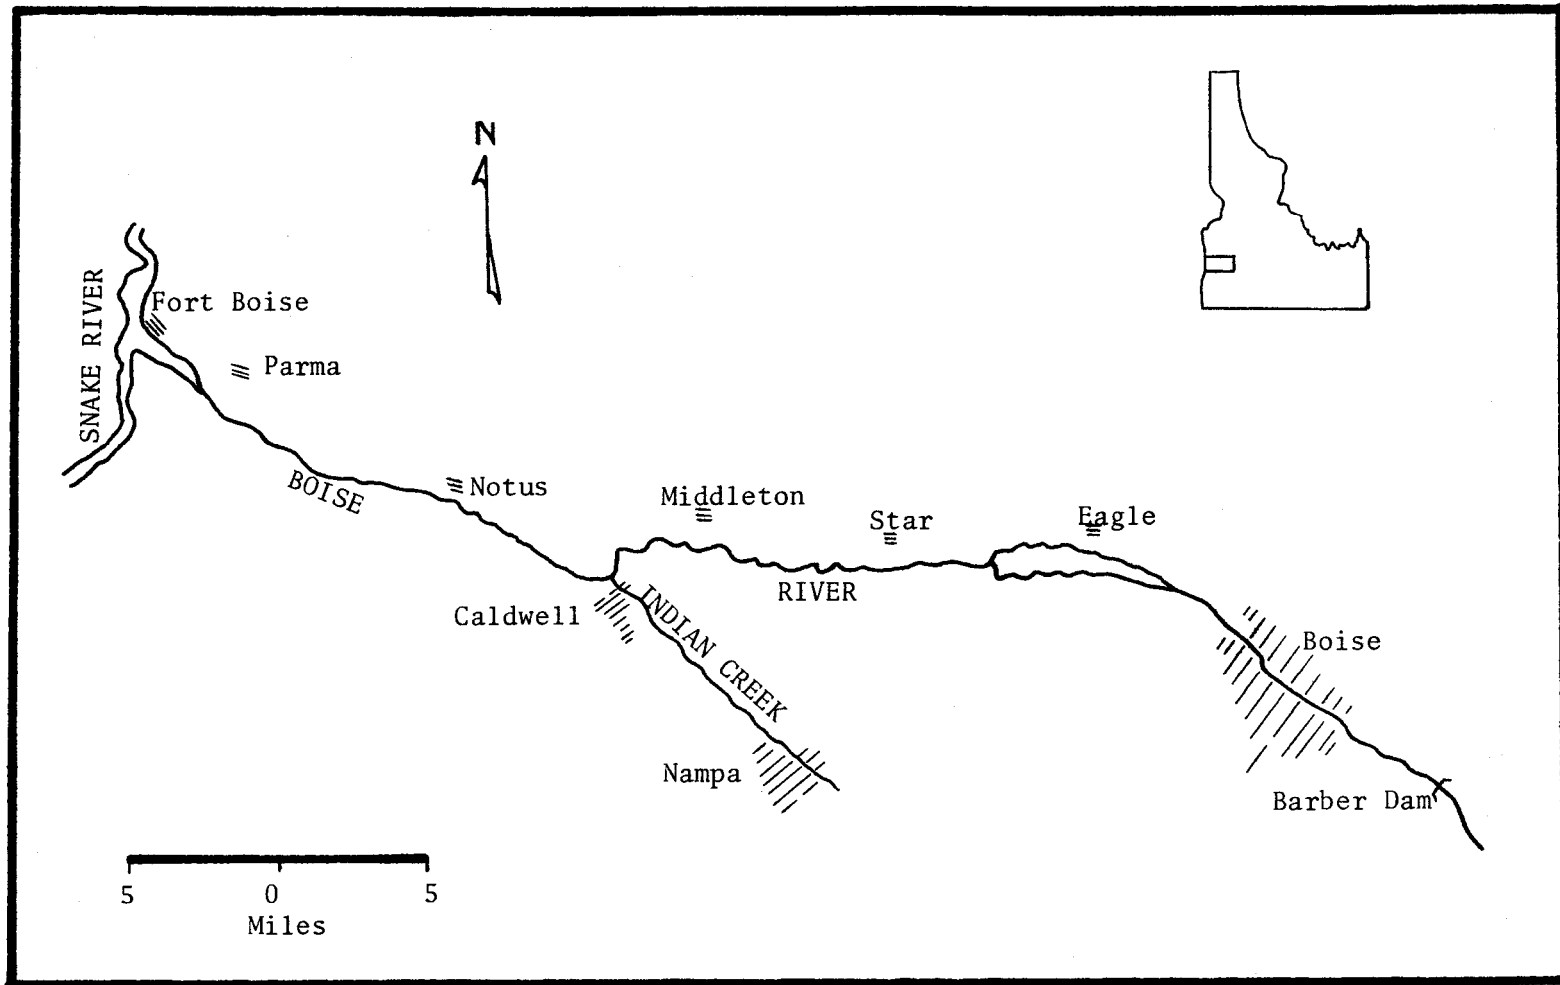 N
SNAKE RIVER
Fort Boise
Parma
BOISE
Notus
Middleton
Star
Eagle
RIVER
Caldwell
INDIAN CREEK
Boise
Nampa
Barber Dam
5 0 5
Miles